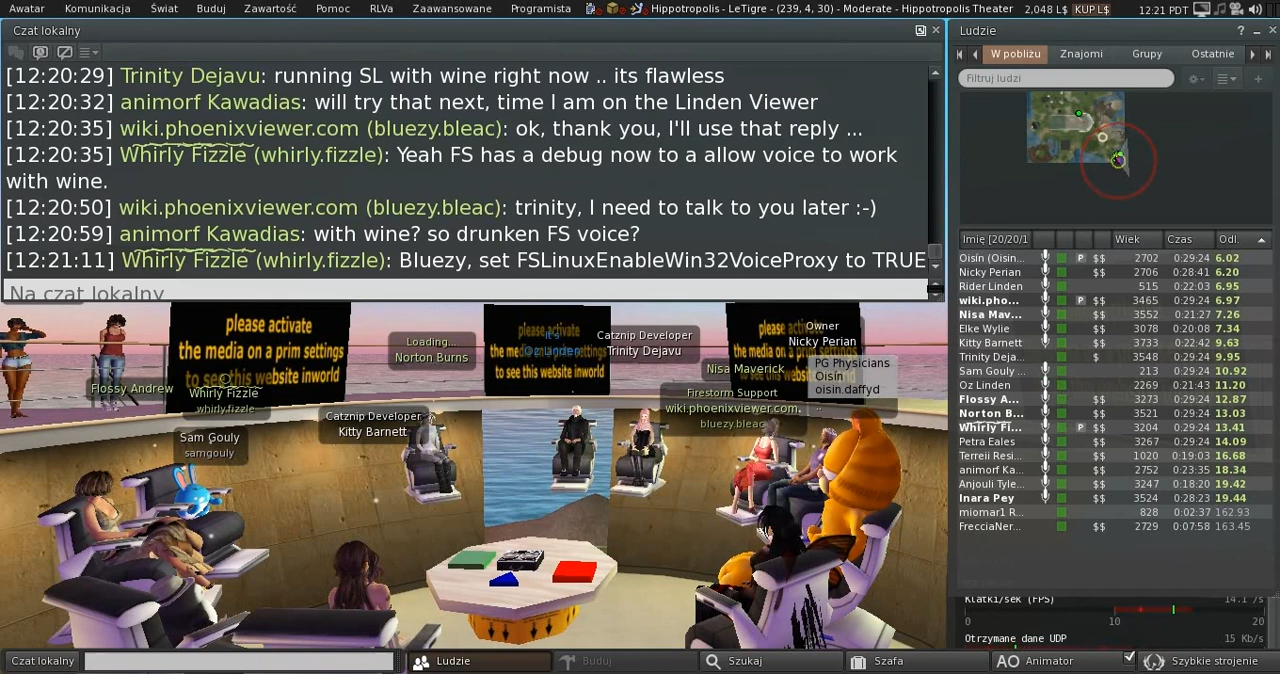 Awatar Komunikacja Świat Buduj Zawartość Pomoc RLVa Zaawansowane Programista Hippotropolis - LeTigre - (239, 4, 30) - Moderate - Hippotropolis Theater 2,048 L$ KUP L$ 12:21 PDT
Czat lokalny
[12:20:29] Trinity Dejavu: running SL with wine right now .. its flawless
[12:20:32] animorf Kawadias: will try that next, time I am on the Linden Viewer
[12:20:35] wiki.phoenixviewer.com (bluezy.bleac): ok, thank you, I'll use that reply ...
[12:20:35] Whirly Fizzle (whirly.fizzle): Yeah FS has a debug now to a allow voice to work
with wine.
[12:20:50] wiki.phoenixviewer.com (bluezy.bleac): trinity, I need to talk to you later :-)
[12:20:59] animorf Kawadias: with wine? so drunken FS voice?
[12:21:11] Whirly Fizzle (whirly.fizzle): Bluezy, set FSLinuxEnableWin32VoiceProxy to TRUE
Na czat lokalny
Ludzie
W pobliżu Znajomi Grupy Ostatnie
Filtruj ludzi
Imię [20/20/1 Wiek Czas Odl.
Oisín (Oisin... P $$ 2702 0:29:24 6.02
Nicky Perian $$ 2706 0:28:41 6.20
Rider Linden 515 0:22:03 6.95
wiki.pho... P $$ 3465 0:29:24 6.97
Nisa Mav... $$ 3552 0:21:27 7.26
Elke Wylie $$ 3078 0:20:08 7.34
Kitty Barnett $$ 3733 0:22:42 9.63
Trinity Deja... $ 3548 0:29:24 9.95
Sam Gouly ... $$ 213 0:29:24 10.92
Oz Linden $$ 2269 0:21:43 11.20
Flossy A... $$ 3273 0:29:24 12.87
Norton B... $$ 3521 0:29:24 13.03
Whirly Fi... P $$ 3204 0:29:24 13.41
Petra Eales $$ 3267 0:29:24 14.09
Terreii Resi... $$ 1020 0:19:03 16.68
animorf Ka... $$ 2752 0:23:35 18.34
Anjouli Tyle... $$ 3247 0:18:20 19.42
Inara Pey $$ 3524 0:28:23 19.44
miomar1 R... 828 0:02:37 162.93
FrecciaNer... $$ 2729 0:07:58 163.45
Klatki/sek (FPS) 14.1 /s
0 10 20
Otrzymane dane UDP 15 Kb/s
please activate
the media on a prim settings
to see this website inworld
please activate
to see this website inworld
please
Loading...
Norton Burns
Catznip Developer
Trinity Dejavu
Owner
Nicky Perian
Nisa Maverick
PG Physicians
Oisín
oisin.daffyd
Flossy Andrew
Whirly Fizzle
whirly.fizzle
Firestorm Support
wiki.phoenixviewer.com.
bluezy.bleac
Catznip Developer
Kitty Barnett
Sam Gouly
samgouly
Czat lokalny Ludzie Buduj Szukaj Szafa AO Animator Szybkie strojenie